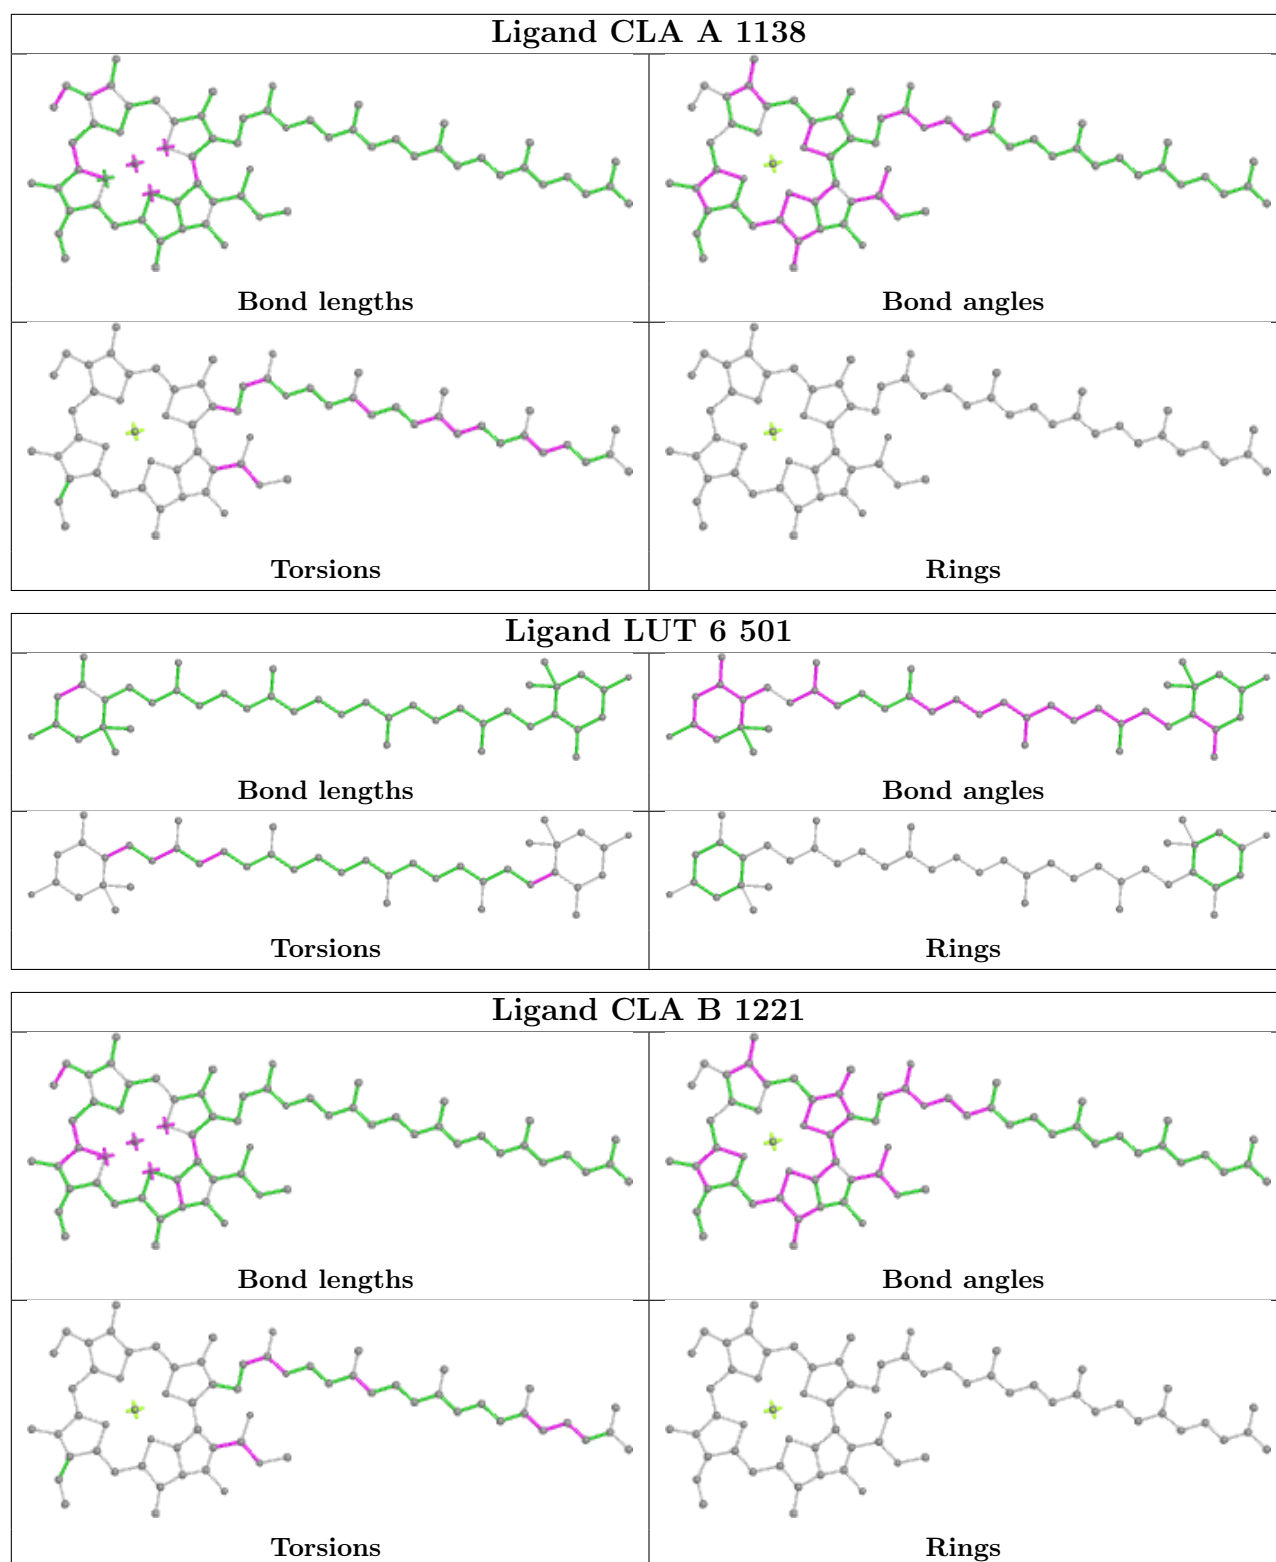 Ligand CLA A 1138
Bond lengths
Bond angles
Torsions
Rings
Ligand LUT 6 501
Bond lengths
Bond angles
Torsions
Rings
Ligand CLA B 1221
Bond lengths
Bond angles
Torsions
Rings